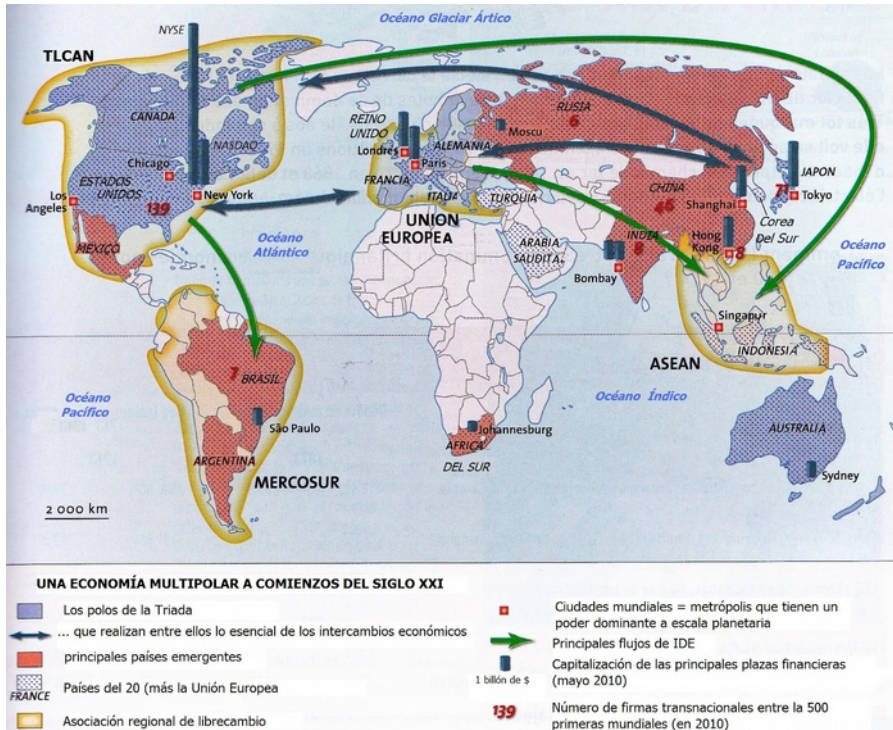 Océano Glaciar Ártico
NYSE
TLCAN
CANADA
NASDAQ
Chicago
ESTADOS
UNIDOS
139
New York
Los
Angeles
MEXICO
Océano
Atlántico
REINO
UNIDO
Londres
ALEMANIA
Paris
FRANCIA
ITALIA
TURQUIA
UNION
EUROPEA
RUSIA
6
Moscu
CHINA
46
JAPON
71
Tokyo
Shanghai
Corea
Del Sur
Hong
Kong
8
INDIA
8
Bombay
ARABIA
SAUDITA
Océano
Pacífico
Singapur
INDONESIA
ASEAN
Océano Índico
Océano
Pacífico
7
BRASIL
São Paulo
ARGENTINA
MERCOSUR
Johannesburg
AFRICA
DEL SUR
AUSTRALIA
Sydney
2 000 km
UNA ECONOMÍA MULTIPOLAR A COMIENZOS DEL SIGLO XXI
Los polos de la Triada
... que realizan entre ellos lo esencial de los intercambios económicos
principales países emergentes
FRANCE
Países del 20 (más la Unión Europea
Asociación regional de librecambio
Ciudades mundiales = metrópolis que tienen un
poder dominante a escala planetaria
Principales flujos de IDE
Capitalización de las principales plazas financieras
(mayo 2010)
1 billón de $
139
Número de firmas transnacionales entre la 500
primeras mundiales (en 2010)